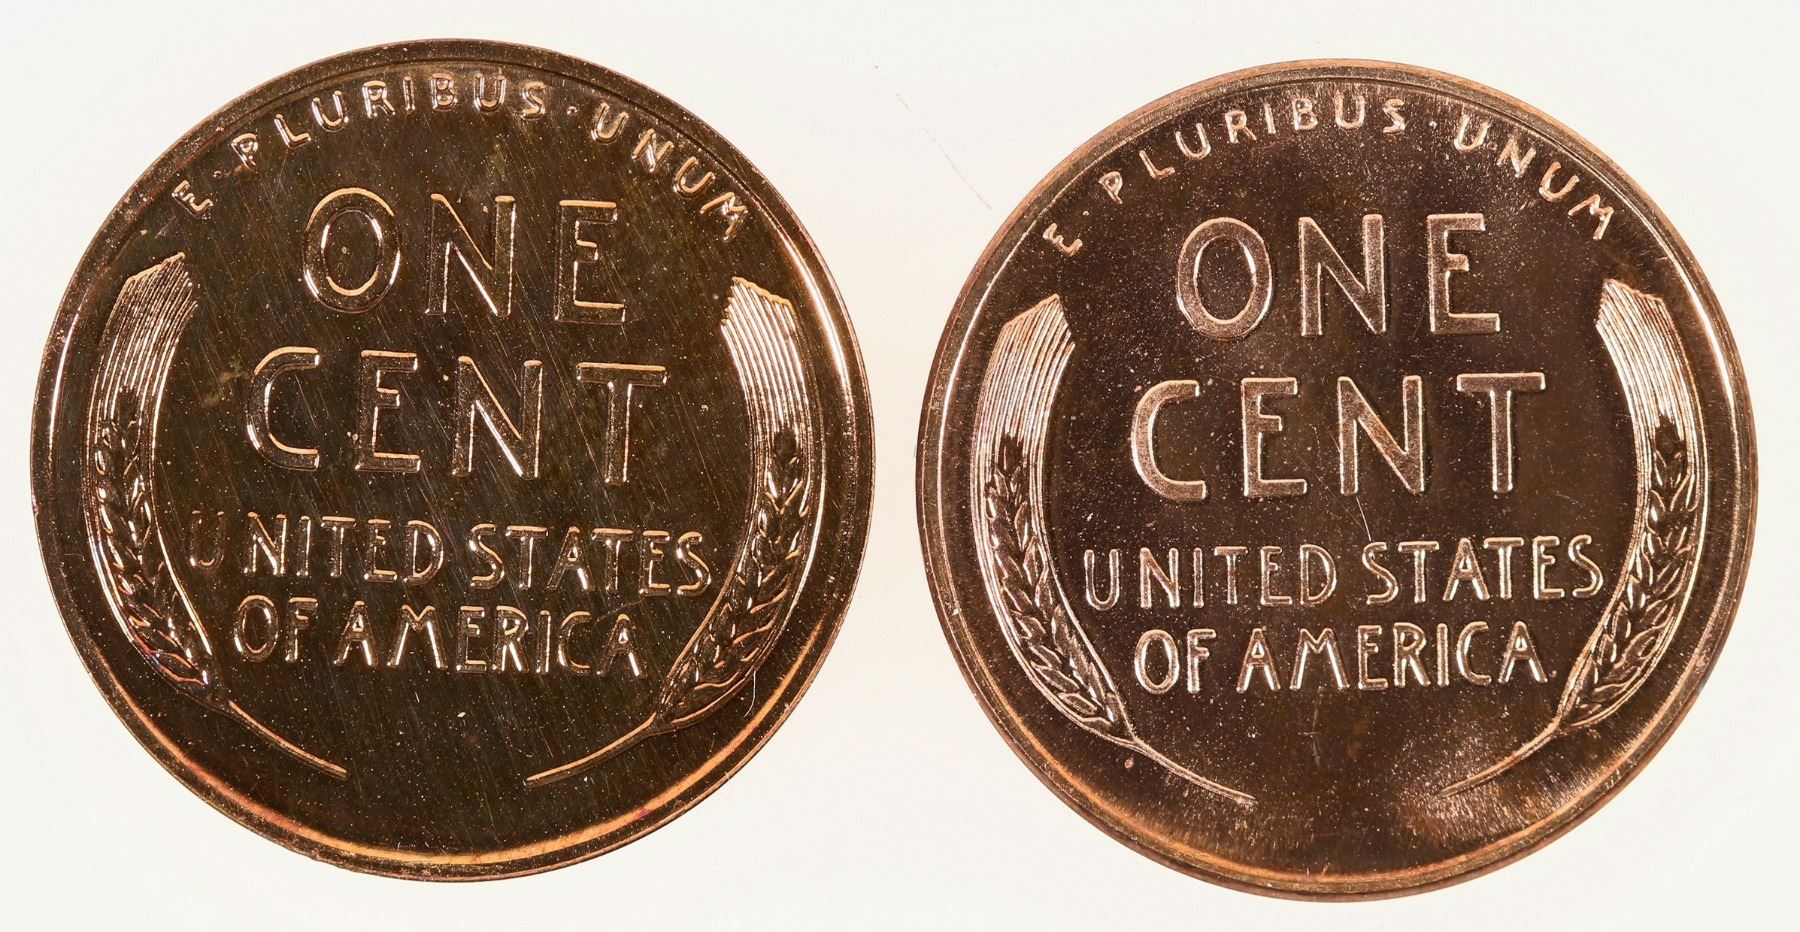 E · PLURIBUS · UNUM
ONE
CENT
UNITED STATES
OF AMERICA
E · PLURIBUS · UNUM
ONE
CENT
UNITED STATES
OF AMERICA